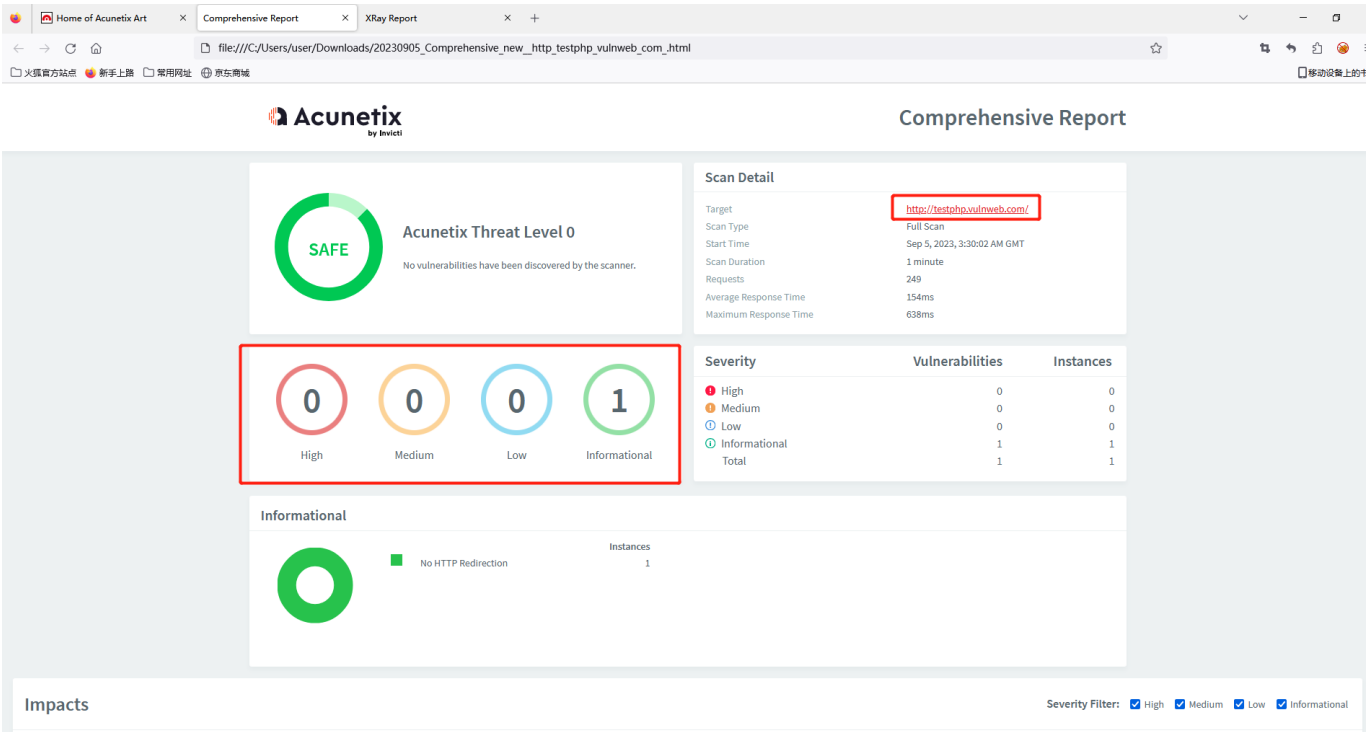 Home of Acunetix Art
Comprehensive Report
XRay Report
file:///C:/Users/user/Downloads/20230905_Comprehensive_new__http_testphp_vulnweb_com_.html
火狐官方站点 新手上路 常用网址 京东商城
移动设备上的书
Acunetix
by Invicti
Comprehensive Report
SAFE
Acunetix Threat Level 0
No vulnerabilities have been discovered by the scanner.
Scan Detail
Target http://testphp.vulnweb.com/
Scan Type Full Scan
Start Time Sep 5, 2023, 3:30:02 AM GMT
Scan Duration 1 minute
Requests 249
Average Response Time 154ms
Maximum Response Time 638ms
0 0 0 1
High Medium Low Informational
Severity Vulnerabilities Instances
High 0 0
Medium 0 0
Low 0 0
Informational 1 1
Total 1 1
Informational
Instances
No HTTP Redirection 1
Impacts
Severity Filter: High Medium Low Informational